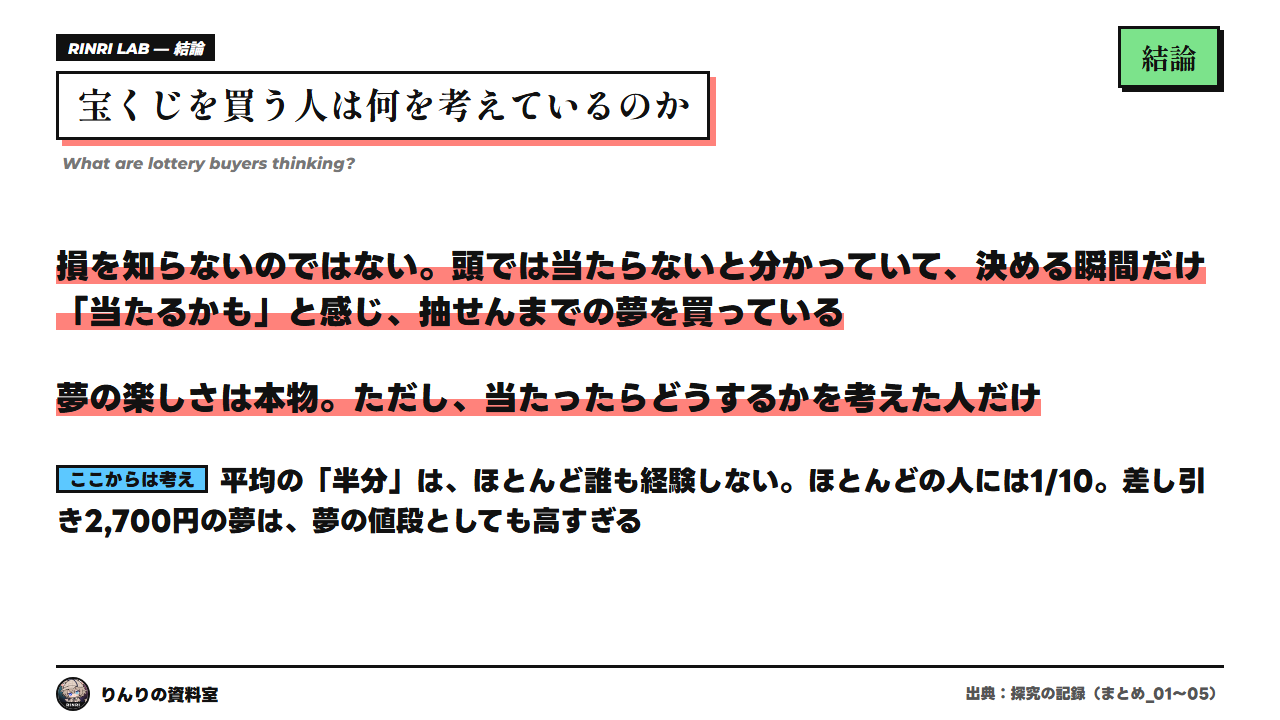 RINRI LAB — 結論
結論
宝くじを買う人は何を考えているのか
What are lottery buyers thinking?
損を知らないのではない。頭では当たらないと分かっていて、決める瞬間だけ
「当たるかも」と感じ、抽せんまでの夢を買っている
夢の楽しさは本物。ただし、当たったらどうするかを考えた人だけ
ここからは考え 平均の「半分」は、ほとんど誰も経験しない。ほとんどの人には1/10。差し引
き2,700円の夢は、夢の値段としても高すぎる
RINRI
りんりの資料室
出典：探究の記録（まとめ_01〜05）